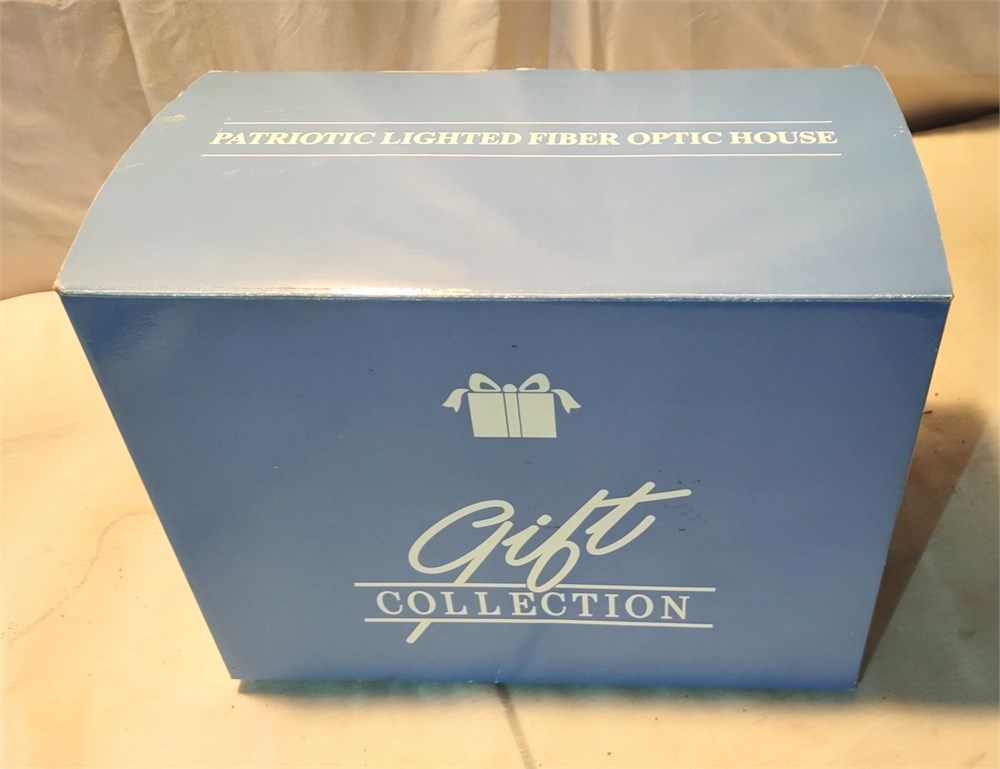 PATRIOTIC LIGHTED FIBER OPTIC HOUSE
Gift
COLLECTION